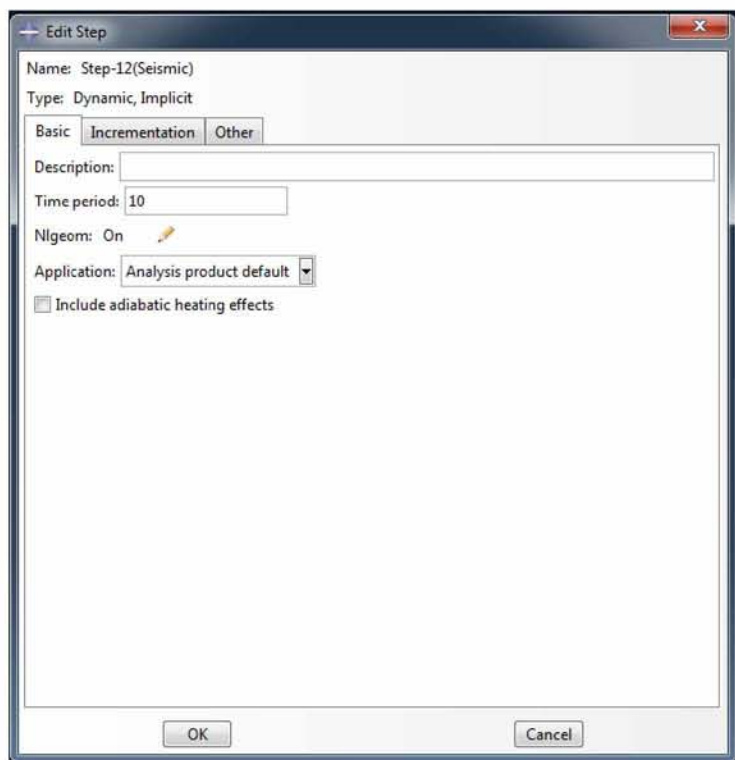 Edit Step
Name: Step-12(Seismic)
Type: Dynamic, Implicit
Basic Incrementation Other
Description:
Time period: 10
Nlgeom: On
Application: Analysis product default
Include adiabatic heating effects
OK Cancel